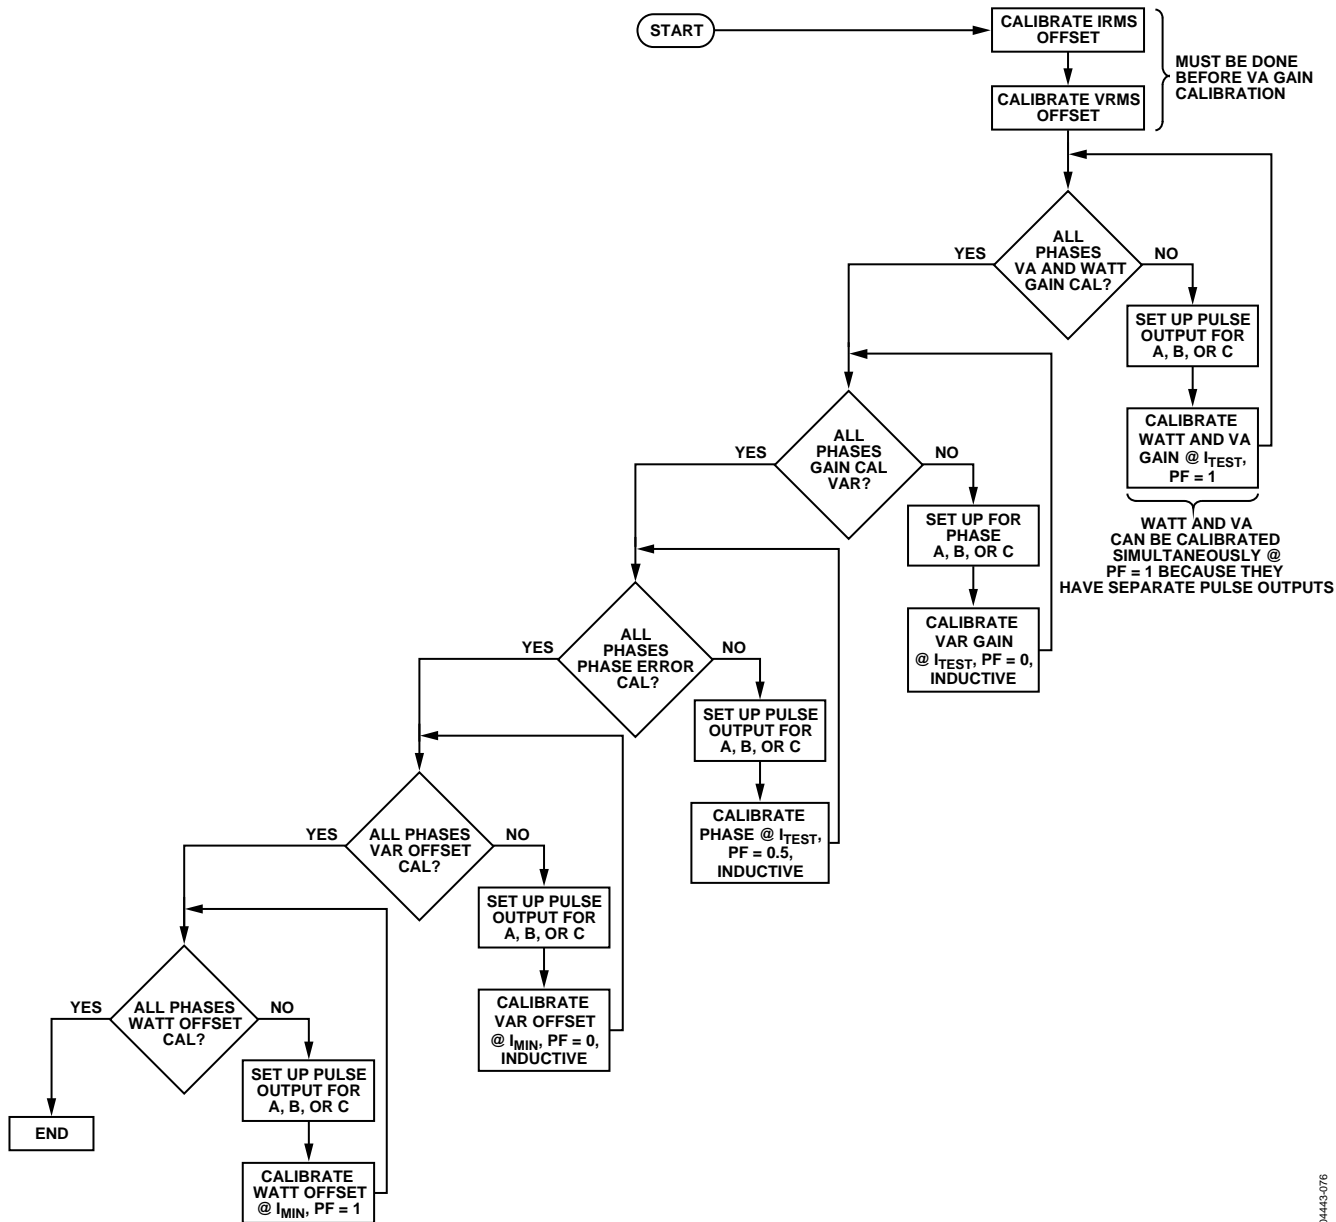 START
CALIBRATE IRMS
OFFSET
MUST BE DONE
BEFORE VA GAIN
CALIBRATION
CALIBRATE VRMS
OFFSET
ALL
PHASES
VA AND WATT
GAIN CAL?
YES
NO
SET UP PULSE
OUTPUT FOR
A, B, OR C
CALIBRATE
WATT AND VA
GAIN @ ITEST,
PF = 1
WATT AND VA
CAN BE CALIBRATED
SIMULTANEOUSLY @
PF = 1 BECAUSE THEY
HAVE SEPARATE PULSE OUTPUTS
ALL
PHASES
GAIN CAL
VAR?
YES
NO
SET UP FOR
PHASE
A, B, OR C
CALIBRATE
VAR GAIN
@ ITEST, PF = 0,
INDUCTIVE
ALL
PHASES
PHASE ERROR
CAL?
YES
NO
SET UP PULSE
OUTPUT FOR
A, B, OR C
CALIBRATE
PHASE @ ITEST,
PF = 0.5,
INDUCTIVE
ALL PHASES
VAR OFFSET
CAL?
YES
NO
SET UP PULSE
OUTPUT FOR
A, B, OR C
CALIBRATE
VAR OFFSET
@ IMIN, PF = 0,
INDUCTIVE
ALL PHASES
WATT OFFSET
CAL?
YES
NO
SET UP PULSE
OUTPUT FOR
A, B, OR C
CALIBRATE
WATT OFFSET
@ IMIN, PF = 1
END
04443-076